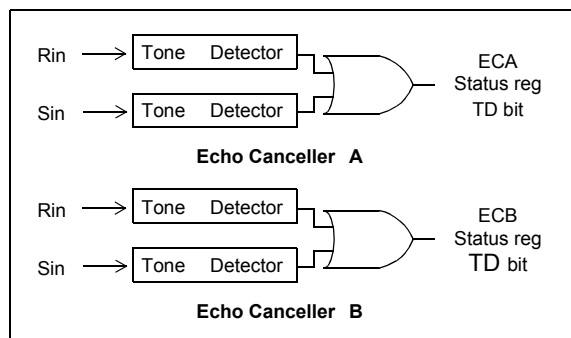 Rin
Tone Detector
Sin
Tone Detector
ECA
Status reg
TD bit
Echo Canceller A
Rin
Tone Detector
Sin
Tone Detector
ECB
Status reg
TD bit
Echo Canceller B